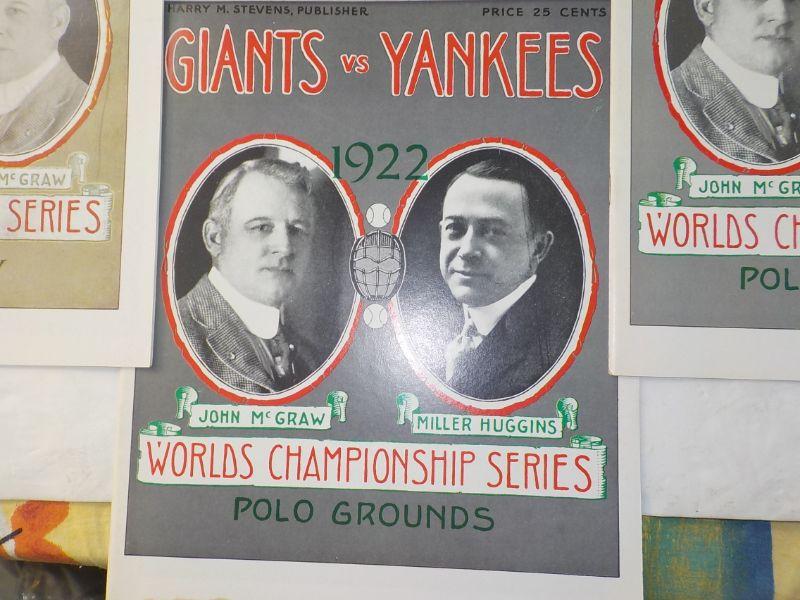 HARRY M. STEVENS, PUBLISHER PRICE 25 CENTS
GIANTS VS YANKEES
1922
JOHN McGRAW
MILLER HUGGINS
WORLDS CHAMPIONSHIP SERIES
POLO GROUNDS
McGRAW
SERIES
JOHN McGR
WORLDS CH
POL